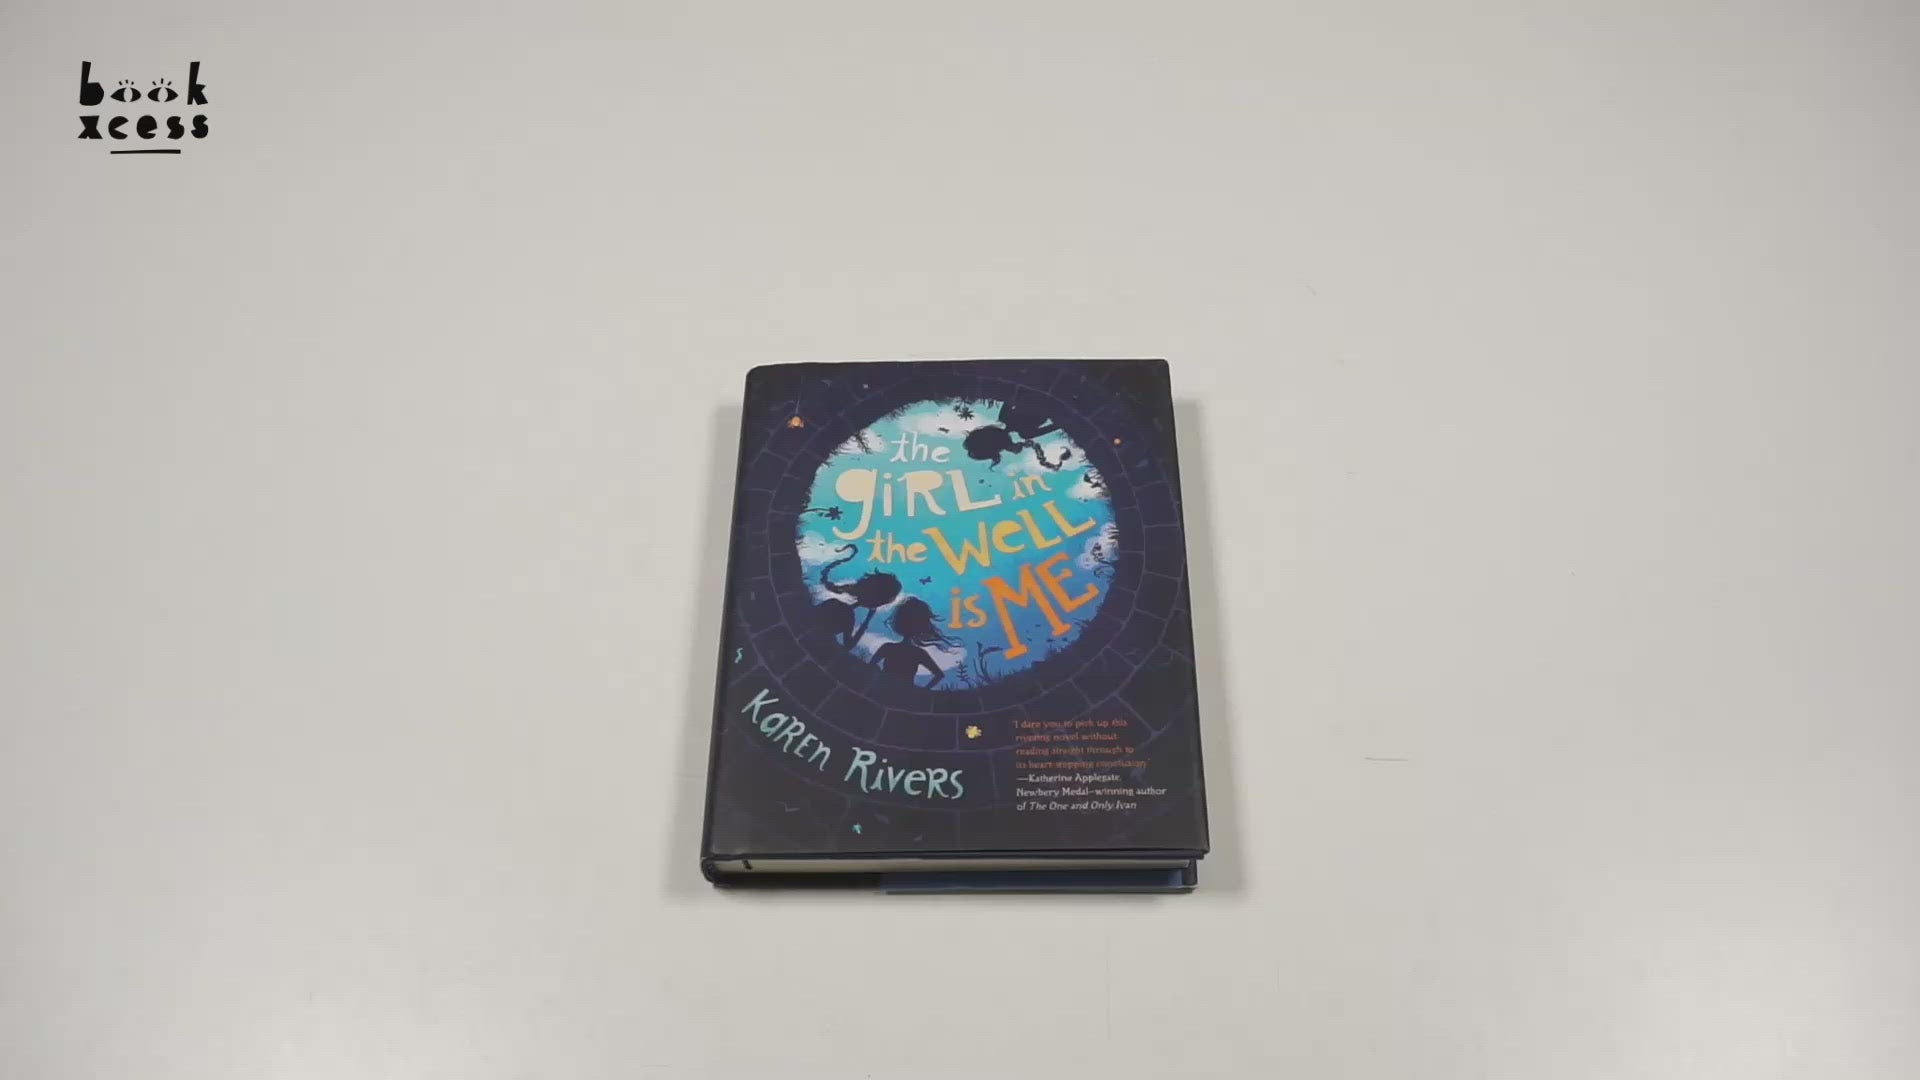 book
xcess
the
girl in
the well
is me
Karen Rivers
"I dare you to pick up this
ripping novel without
reading straight through to
its heart-stopping conclusion."
—Katherine Applegate,
Newbery Medal–winning author
of The One and Only Ivan